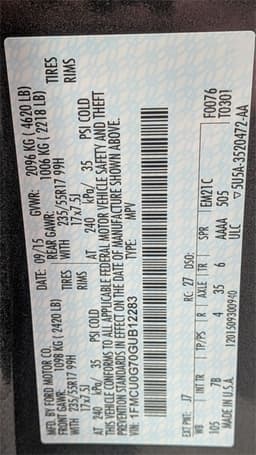 MFD. BY FORD MOTOR CO.
DATE: 09/15 GVWR: 2096 KG ( 4620 LB)
FRONT GAWR: 1098 KG ( 2420 LB) REAR GAWR: 1006 KG ( 2218 LB)
WITH 235/55R17 99H TIRES WITH 235/55R17 99H TIRES
17x7.5J RIMS 17x7.5J RIMS
AT 240 kPa/ 35 PSI COLD AT 240 kPa/ 35 PSI COLD
THIS VEHICLE CONFORMS TO ALL APPLICABLE FEDERAL MOTOR VEHICLE SAFETY AND THEFT
PREVENTION STANDARDS IN EFFECT ON THE DATE OF MANUFACTURE SHOWN ABOVE.
VIN: 1FMCU0G70GUB12283
TYPE: MPV
EXT PNT: J7 RC: 27 DSO: F0076
WB INT TR TP/PS R AXLE TR SPR EM21C T0301
105 7B 4 35 6 AAAA 505
MADE IN U.S.A. ULC 5U5A-3520472-AA
1201509300940